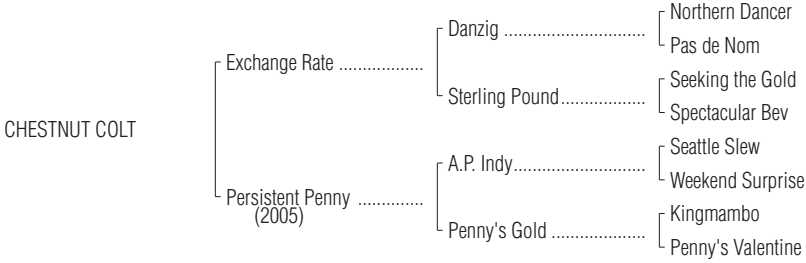 Northern Dancer
Danzig ..............................
Pas de Nom
Exchange Rate ..................
Seeking the Gold
Sterling Pound..................
Spectacular Bev
CHESTNUT COLT
Seattle Slew
A.P. Indy............................
Weekend Surprise
Persistent Penny ..............
(2005)
Kingmambo
Penny's Gold ....................
Penny's Valentine